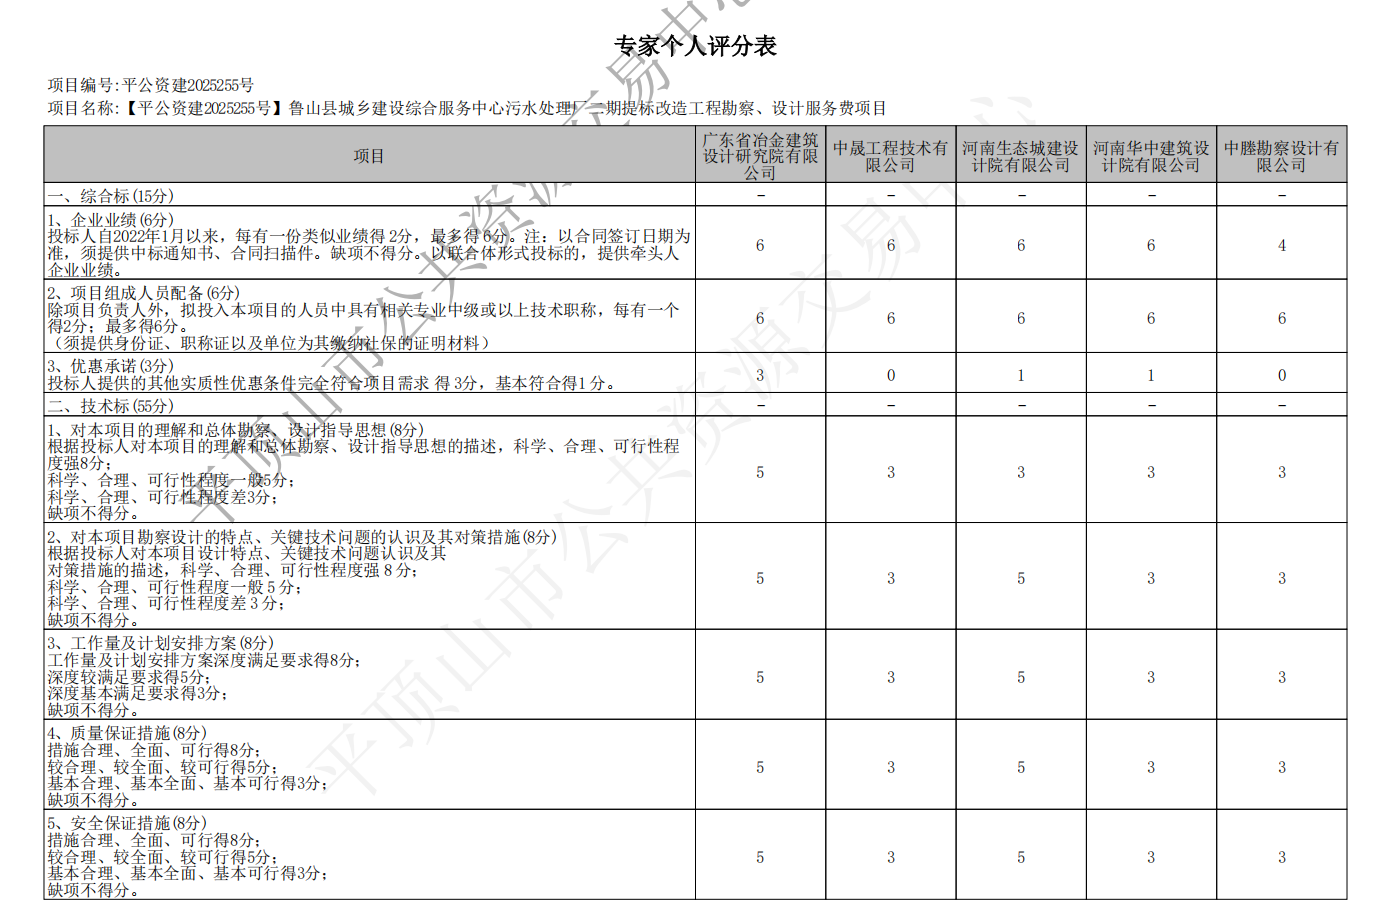 专家个人评分表
项目编号:平公资建2025255号
项目名称:【平公资建2025255号】鲁山县城乡建设综合服务中心污水处理厂二期提标改造工程勘察、设计服务费项目
项目
广东省冶金建筑
设计研究院有限
公司
中晟工程技术有
限公司
河南生态城建设
计院有限公司
河南华中建筑设
计院有限公司
中塍勘察设计有
限公司
一、综合标(15分)
— — — — —
1、企业业绩(6分)
投标人自2022年1月以来，每有一份类似业绩得 2分，最多得 6分。注：以合同签订日期为
准，须提供中标通知书、合同扫描件。缺项不得分。以联合体形式投标的，提供牵头人
企业业绩。
6 6 6 6 4
2、项目组成人员配备(6分)
除项目负责人外，拟投入本项目的人员中具有相关专业中级或以上技术职称，每有一个
得2分；最多得6分。
（须提供身份证、职称证以及单位为其缴纳社保的证明材料）
6 6 6 6 6
3、优惠承诺(3分)
投标人提供的其他实质性优惠条件完全符合项目需求 得 3分，基本符合得1 分。
3 0 1 1 0
二、技术标(55分)
— — — — —
1、对本项目的理解和总体勘察、设计指导思想(8分)
根据投标人对本项目的理解和总体勘察、设计指导思想的描述，科学、合理、可行性程
度强8分；
科学、合理、可行性程度一般5分；
科学、合理、可行性程度差3分；
缺项不得分。
5 3 3 3 3
2、对本项目勘察设计的特点、关键技术问题的认识及其对策措施(8分)
根据投标人对本项目设计特点、关键技术问题认识及其
对策措施的描述，科学、合理、可行性程度强 8 分；
科学、合理、可行性程度一般 5 分；
科学、合理、可行性程度差 3 分；
缺项不得分。
5 3 5 3 3
3、工作量及计划安排方案(8分)
工作量及计划安排方案深度满足要求得8分；
深度较满足要求得5分；
深度基本满足要求得3分；
缺项不得分。
5 3 5 3 3
4、质量保证措施(8分)
措施合理、全面、可行得8分；
较合理、较全面、较可行得5分；
基本合理、基本全面、基本可行得3分；
缺项不得分。
5 3 5 3 3
5、安全保证措施(8分)
措施合理、全面、可行得8分；
较合理、较全面、较可行得5分；
基本合理、基本全面、基本可行得3分；
缺项不得分。
5 3 5 3 3
平顶山市公共资源交易中心
平顶山市公共资源交易中心